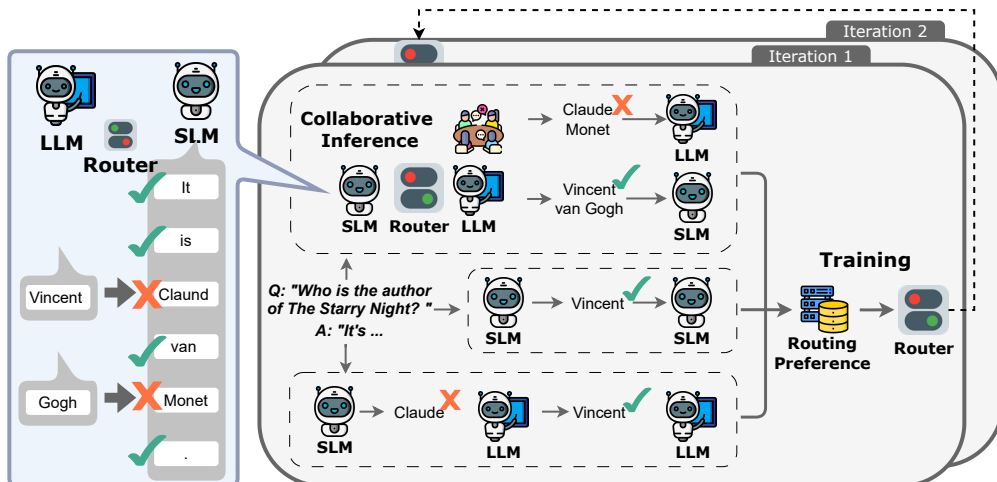 Iteration 2
Iteration 1
LLM
SLM
Router
It
is
Vincent
Claund
van
Gogh
Monet
.
Collaborative
Inference
Claude
Monet
LLM
SLM
Router
LLM
Vincent
van Gogh
SLM
Q: "Who is the author
of The Starry Night? "
A: "It's ...
SLM
Vincent
SLM
SLM
Claude
LLM
Vincent
LLM
Training
Routing
Preference
Router